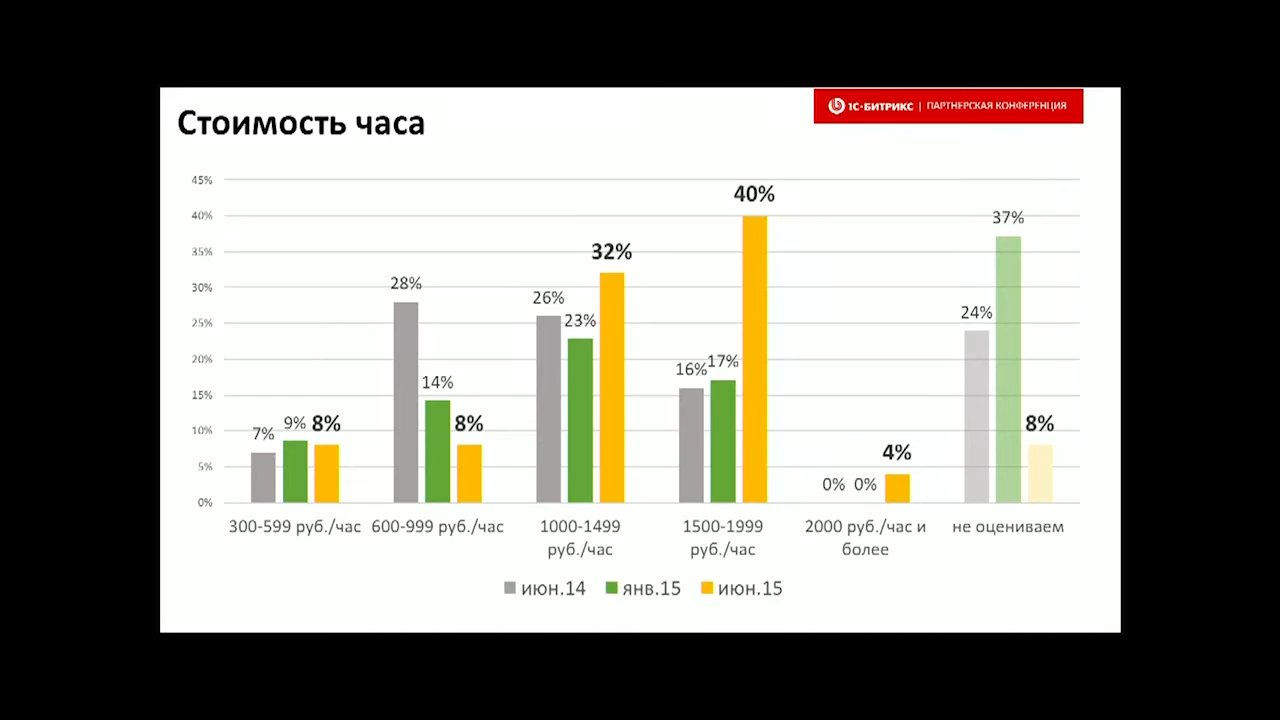 1С·БИТРИКС | ПАРТНЕРСКАЯ КОНФЕРЕНЦИЯ
Стоимость часа
45%
40%
35%
30%
25%
20%
15%
10%
5%
0%
7%
9%
8%
28%
14%
8%
26%
23%
32%
16%
17%
40%
0%
0%
4%
24%
37%
8%
300-599 руб./час
600-999 руб./час
1000-1499
руб./час
1500-1999
руб./час
2000 руб./час и
более
не оцениваем
июн.14
янв.15
июн.15